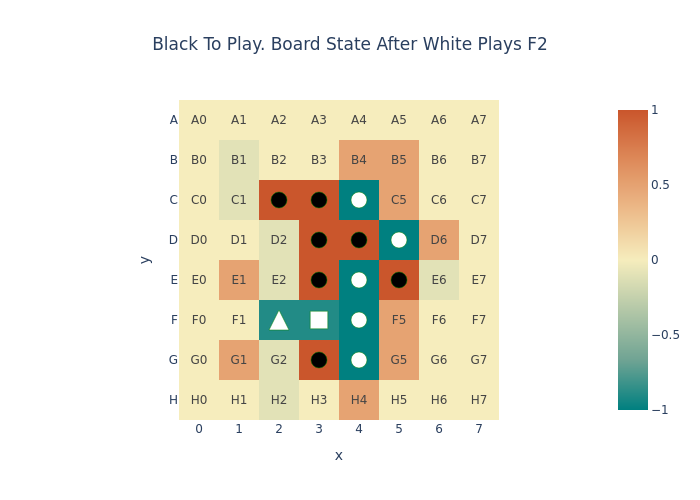 Black To Play. Board State After White Plays F2
A A0 A1 A2 A3 A4 A5 A6 A7
B B0 B1 B2 B3 B4 B5 B6 B7
C C0 C1 C5 C6 C7
D D0 D1 D2 D6 D7
E E0 E1 E2 E6 E7
F F0 F1 F5 F6 F7
G G0 G1 G2 G5 G6 G7
H H0 H1 H2 H3 H4 H5 H6 H7
0 1 2 3 4 5 6 7
x
y
1
0.5
0
−0.5
−1